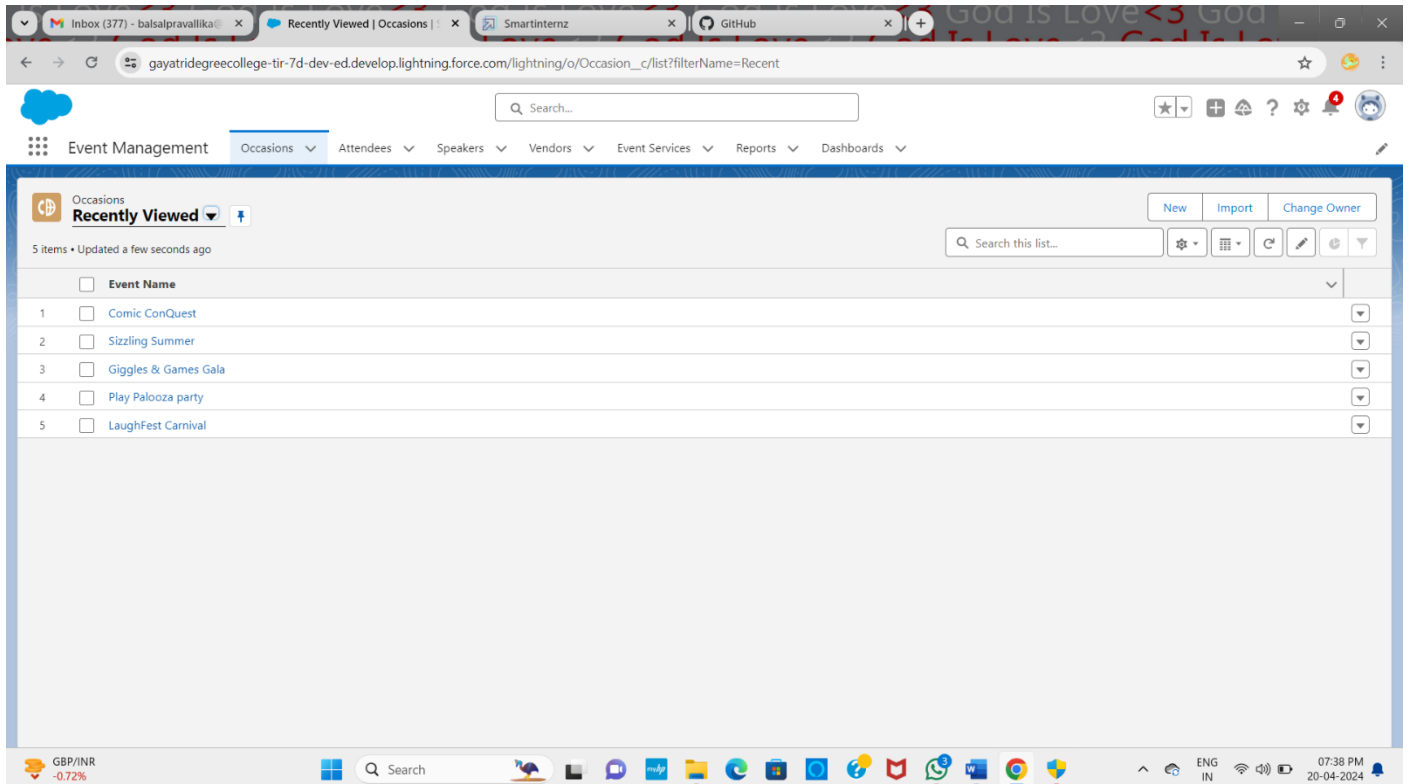 Inbox (377) - balsalpravallika@
Recently Viewed | Occasions | S
Smartinternz
GitHub
God Is Love<3 God
gayatridegreecollege-tir-7d-dev-ed.develop.lightning.force.com/lightning/o/Occasion__c/list?filterName=Recent
Search...
4
Event Management
Occasions
Attendees
Speakers
Vendors
Event Services
Reports
Dashboards
Occasions
Recently Viewed
New
Import
Change Owner
5 items • Updated a few seconds ago
Search this list...
Event Name
1 Comic ConQuest
2 Sizzling Summer
3 Giggles & Games Gala
4 Play Palooza party
5 LaughFest Carnival
GBP/INR
-0.72%
Search
myhp
3
ENG
IN
07:38 PM
20-04-2024